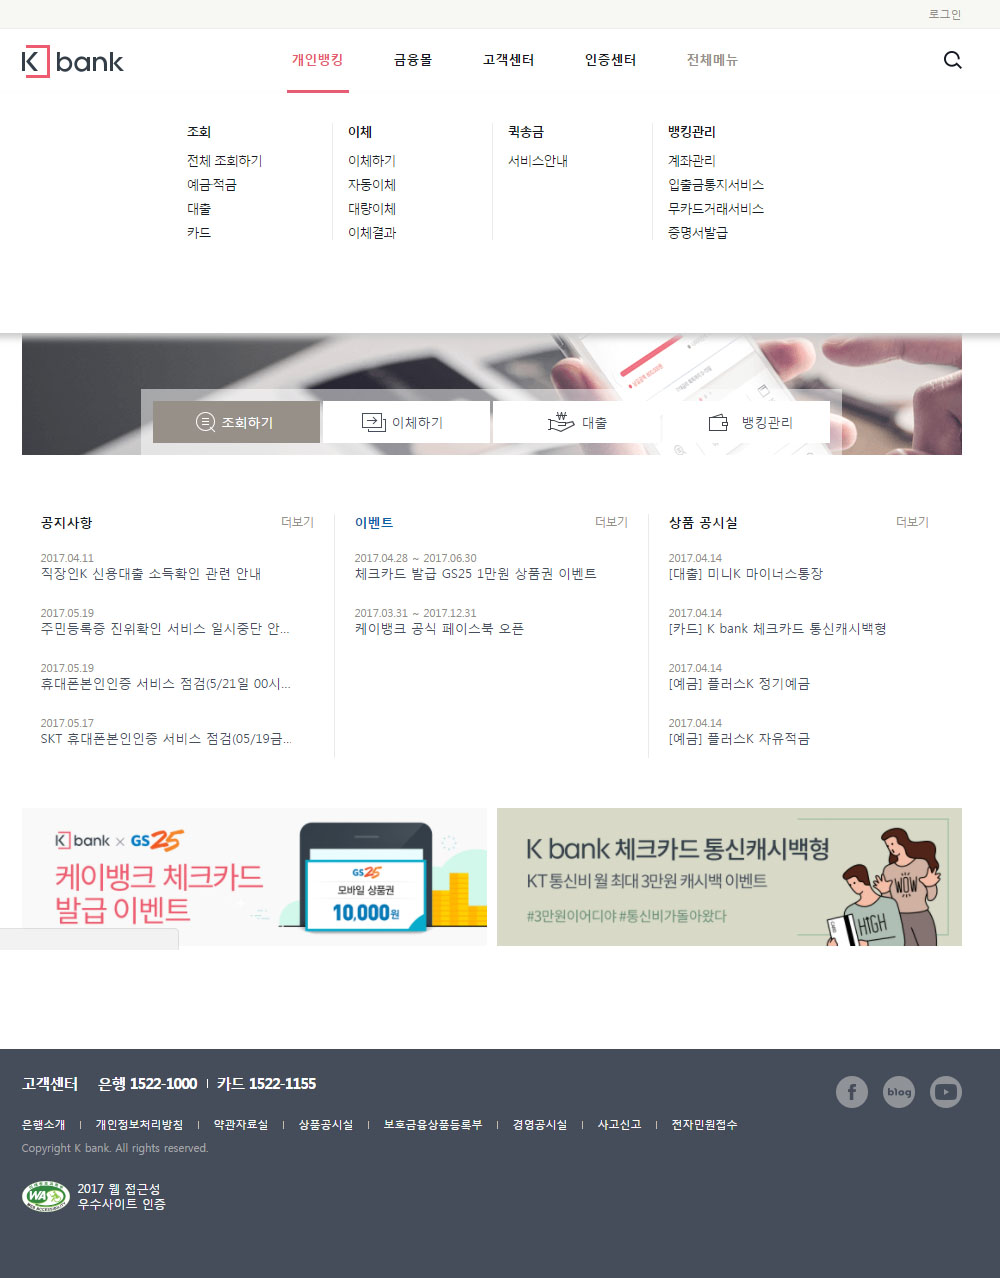 로그인
K bank
개인뱅킹 금융몰 고객센터 인증센터 전체메뉴
조회
전체 조회하기
예금·적금
대출
카드
이체
이체하기
자동이체
대량이체
이체결과
퀵송금
서비스안내
뱅킹관리
계좌관리
입출금통지서비스
무카드거래서비스
증명서발급
조회하기 이체하기 대출 뱅킹관리
공지사항 더보기
2017.04.11
직장인K 신용대출 소득확인 관련 안내
2017.05.19
주민등록증 진위확인 서비스 일시중단 안...
2017.05.19
휴대폰본인인증 서비스 점검(5/21일 00시...
2017.05.17
SKT 휴대폰본인인증 서비스 점검(05/19금...
이벤트 더보기
2017.04.28 ~ 2017.06.30
체크카드 발급 GS25 1만원 상품권 이벤트
2017.03.31 ~ 2017.12.31
케이뱅크 공식 페이스북 오픈
상품 공시실 더보기
2017.04.14
[대출] 미니K 마이너스통장
2017.04.14
[카드] K bank 체크카드 통신캐시백형
2017.04.14
[예금] 플러스K 정기예금
2017.04.14
[예금] 플러스K 자유적금
K bank × GS25
케이뱅크 체크카드
발급 이벤트
GS25
모바일 상품권
10,000원
K bank 체크카드 통신캐시백형
KT 통신비 월 최대 3만원 캐시백 이벤트
#3만원이어디야 #통신비가돌아왔다
WOW
HIGH
고객센터 은행 1522-1000 | 카드 1522-1155
f blog
은행소개 | 개인정보처리방침 | 약관자료실 | 상품공시실 | 보호금융상품등록부 | 경영공시실 | 사고신고 | 전자민원접수
Copyright K bank. All rights reserved.
WA
2017 웹 접근성
우수사이트 인증